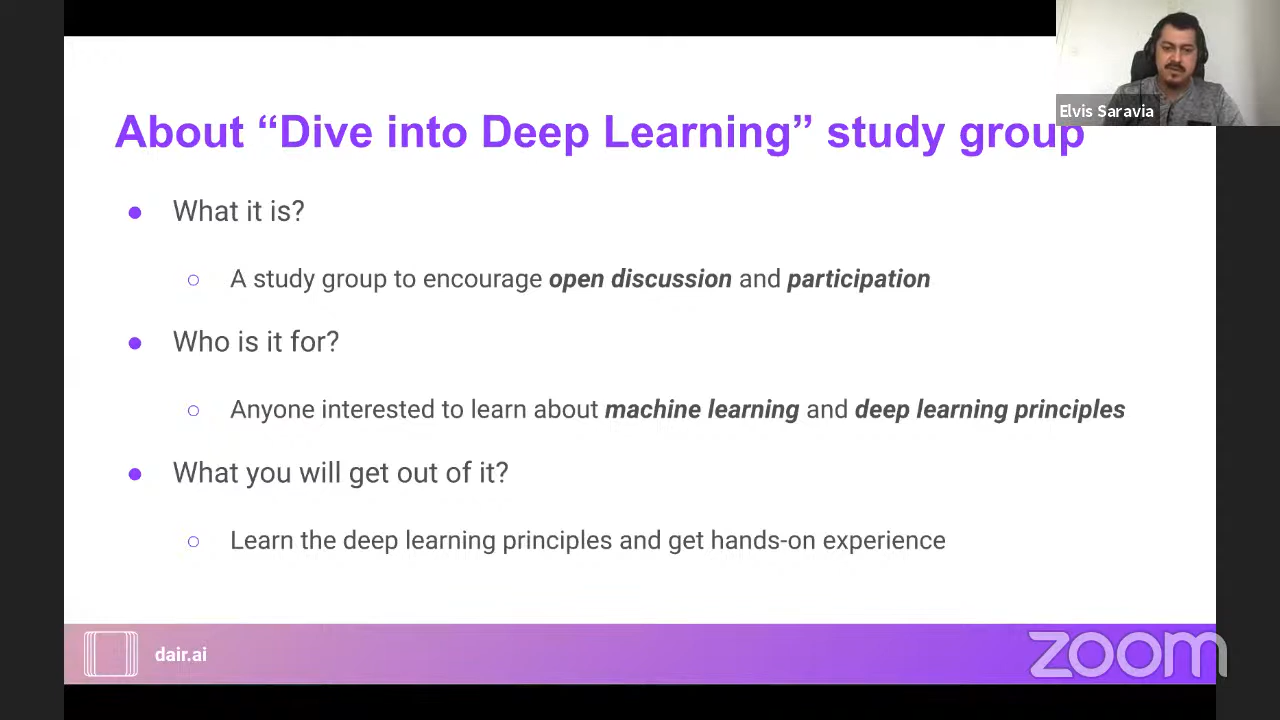 Elvis Saravia
About “Dive into Deep Learning” study group
● What it is?
○ A study group to encourage open discussion and participation
● Who is it for?
○ Anyone interested to learn about machine learning and deep learning principles
● What you will get out of it?
○ Learn the deep learning principles and get hands-on experience
dair.ai
zoom